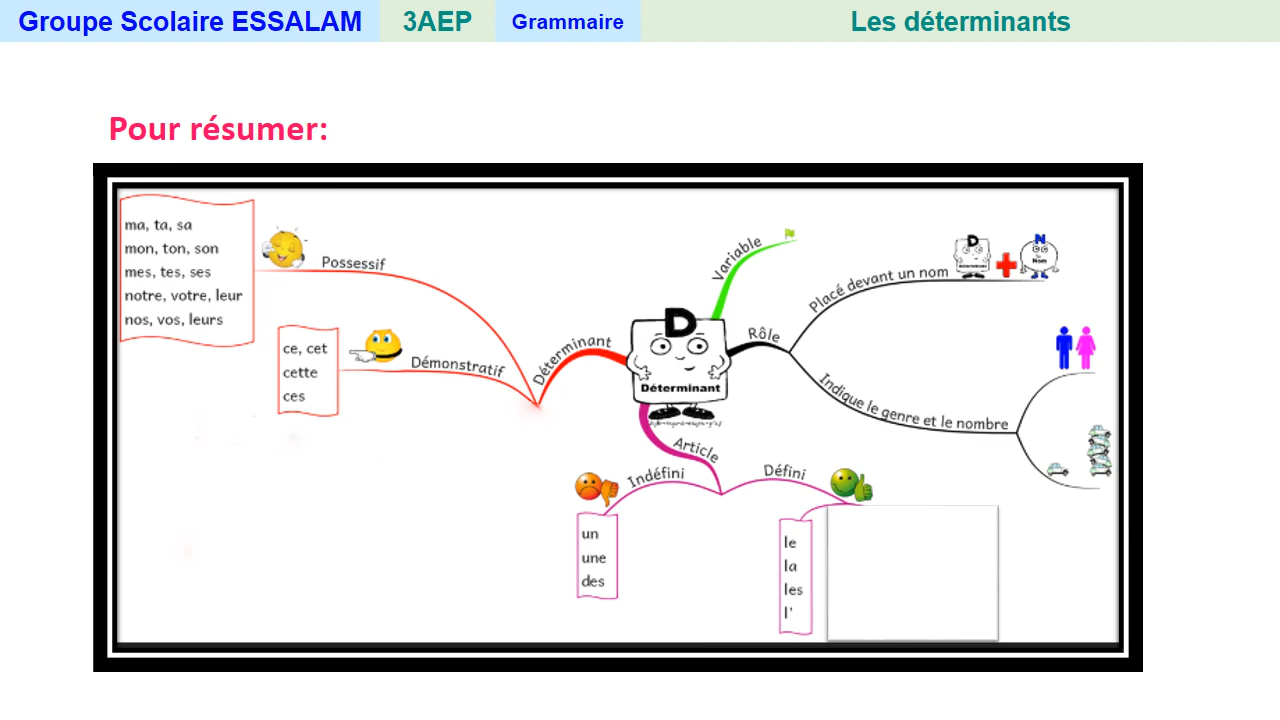 Groupe Scolaire ESSALAM 3AEP Grammaire Les déterminants
Pour résumer:
ma, ta, sa
mon, ton, son
mes, tes, ses
notre, votre, leur
nos, vos, leurs
Possessif
ce, cet
cette
ces
Démonstratif
Déterminant
Variable
D
Déterminant
Rôle
Placé devant un nom
D
N
Nom
Indique le genre et le nombre
Article
Indéfini
un
une
des
Défini
le
la
les
l'